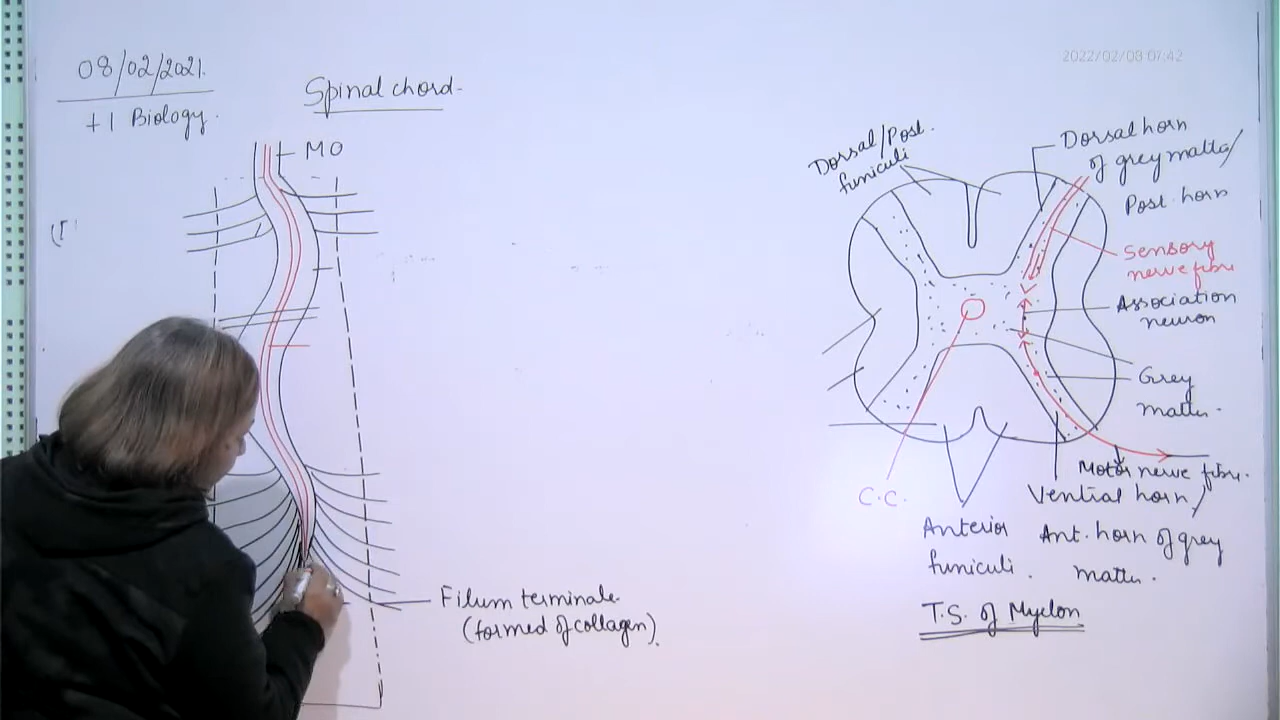 2022/02/08 07:42
08/02/2021.
+1 Biology.
Spinal chord.
MO
Filum terminale
(formed of collagen).
Dorsal/Post.
funiculi
Dorsal horn
of grey matter/
Post. horn
Sensory
nerve fibre
Association
neuron
Grey
matter.
Motor nerve fibre.
Ventral horn/
Ant. horn of grey
matter.
C.C.
Anterior
funiculi.
T.S. of Myelon